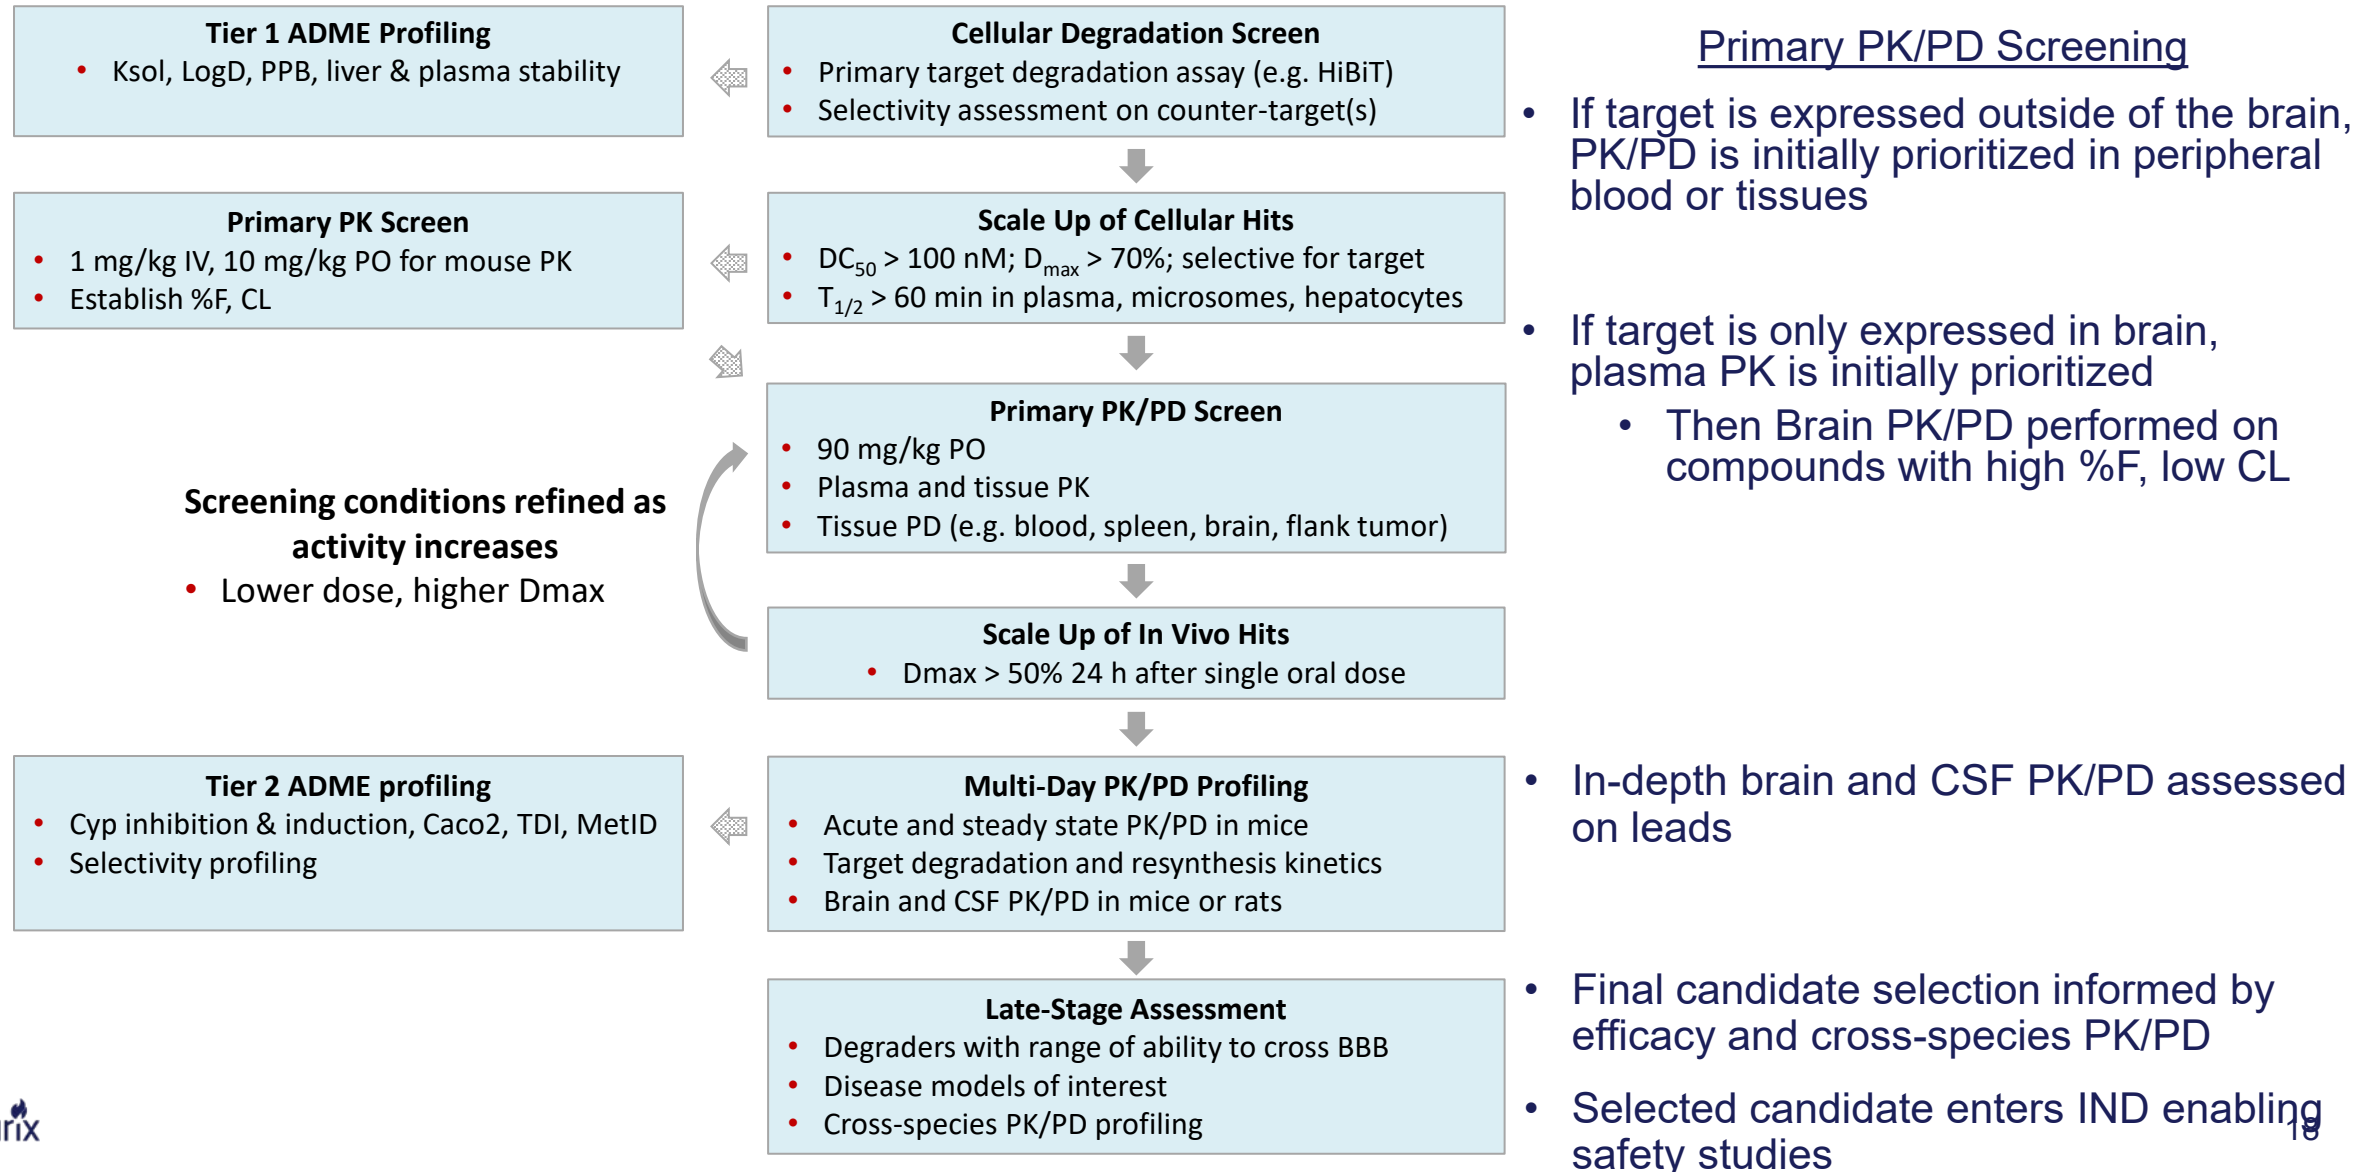 Tier 1 ADME Profiling
• Ksol, LogD, PPB, liver & plasma stability
Cellular Degradation Screen
• Primary target degradation assay (e.g. HiBiT)
• Selectivity assessment on counter-target(s)
Primary PK Screen
• 1 mg/kg IV, 10 mg/kg PO for mouse PK
• Establish %F, CL
Scale Up of Cellular Hits
• DC50 > 100 nM; Dmax > 70%; selective for target
• T1/2 > 60 min in plasma, microsomes, hepatocytes
Primary PK/PD Screen
• 90 mg/kg PO
• Plasma and tissue PK
• Tissue PD (e.g. blood, spleen, brain, flank tumor)
Screening conditions refined as
activity increases
• Lower dose, higher Dmax
Scale Up of In Vivo Hits
• Dmax > 50% 24 h after single oral dose
Tier 2 ADME profiling
• Cyp inhibition & induction, Caco2, TDI, MetID
• Selectivity profiling
Multi-Day PK/PD Profiling
• Acute and steady state PK/PD in mice
• Target degradation and resynthesis kinetics
• Brain and CSF PK/PD in mice or rats
Late-Stage Assessment
• Degraders with range of ability to cross BBB
• Disease models of interest
• Cross-species PK/PD profiling
Primary PK/PD Screening
• If target is expressed outside of the brain,
PK/PD is initially prioritized in peripheral
blood or tissues
• If target is only expressed in brain,
plasma PK is initially prioritized
• Then Brain PK/PD performed on
compounds with high %F, low CL
• In-depth brain and CSF PK/PD assessed
on leads
• Final candidate selection informed by
efficacy and cross-species PK/PD
• Selected candidate enters IND enabling
safety studies